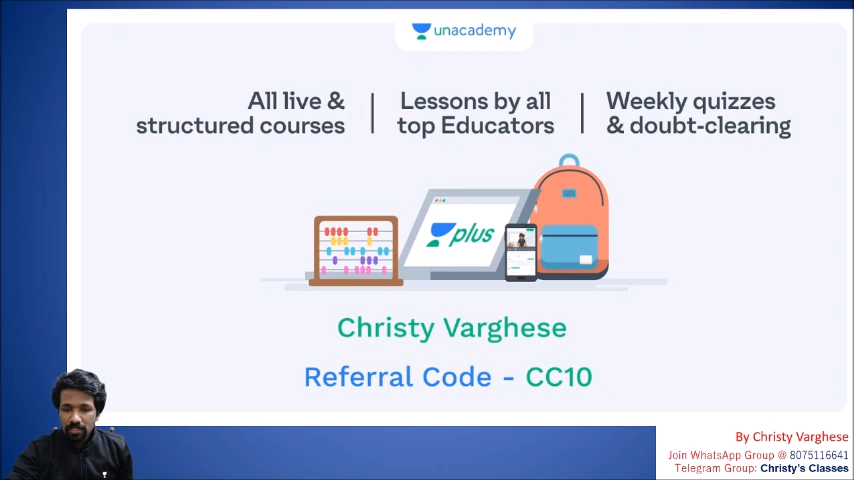 unacademy
All live &
structured courses
Lessons by all
top Educators
Weekly quizzes
& doubt-clearing
plus
Christy Varghese
Referral Code - CC10
By Christy Varghese
Join WhatsApp Group @ 8075116641
Telegram Group: Christy's Classes